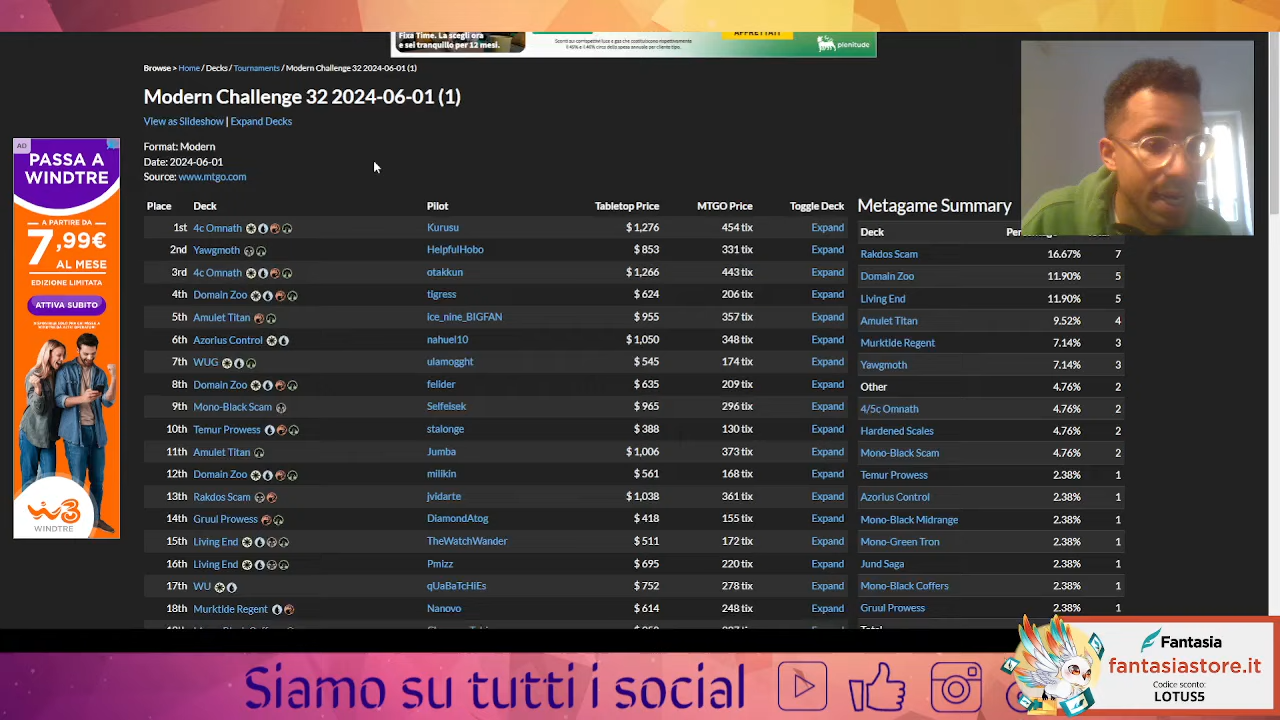 Fixa Time. La scegli ora
e sei tranquillo per 12 mesi.
AFFRETTATI
plenitude
Browse > Home / Decks / Tournaments / Modern Challenge 32 2024-06-01 (1)
Modern Challenge 32 2024-06-01 (1)
View as Slideshow | Expand Decks
Format: Modern
Date: 2024-06-01
Source: www.mtgo.com
Place Deck Pilot Tabletop Price MTGO Price Toggle Deck
1st 4c Omnath Kurusu $ 1,276 454 tix Expand
2nd Yawgmoth HelpfulHobo $ 853 331 tix Expand
3rd 4c Omnath otakkun $ 1,266 443 tix Expand
4th Domain Zoo tigress $ 624 206 tix Expand
5th Amulet Titan ice_nine_BIGFAN $ 955 357 tix Expand
6th Azorius Control nahuel10 $ 1,050 348 tix Expand
7th WUG ulamogght $ 545 174 tix Expand
8th Domain Zoo felider $ 635 209 tix Expand
9th Mono-Black Scam Selfeisek $ 965 296 tix Expand
10th Temur Prowess stalonge $ 388 130 tix Expand
11th Amulet Titan Jumba $ 1,006 373 tix Expand
12th Domain Zoo milikin $ 561 168 tix Expand
13th Rakdos Scam jvidarte $ 1,038 361 tix Expand
14th Gruul Prowess DiamondAtog $ 418 tix Expand
15th Living End TheWatchWander $ 511 172 tix Expand
16th Living End Pmizz $ 695 220 tix Expand
17th WU qUaBaTcHiEs $ 752 278 tix Expand
18th Murktide Regent Nanovo $ 614 248 tix Expand
Metagame Summary
Deck
Rakdos Scam 16.67% 7
Domain Zoo 11.90% 5
Living End 11.90% 5
Amulet Titan 9.52% 4
Murktide Regent 7.14% 3
Yawgmoth 7.14% 3
Other 4.76% 2
4/5c Omnath 4.76% 2
Hardened Scales 4.76% 2
Mono-Black Scam 4.76% 2
Temur Prowess 2.38% 1
Azorius Control 2.38% 1
Mono-Black Midrange 2.38% 1
Mono-Green Tron 2.38% 1
Jund Saga 2.38% 1
Mono-Black Coffers 2.38% 1
Gruul Prowess 2.38% 1
AD
PASSA A
WINDTRE
A PARTIRE DA
7,99€
AL MESE
EDIZIONE LIMITATA
ATTIVA SUBITO
W3
WINDTRE
Siamo su tutti i social
Fantasia
fantasiastore.it
Codice sconto:
LOTUS5